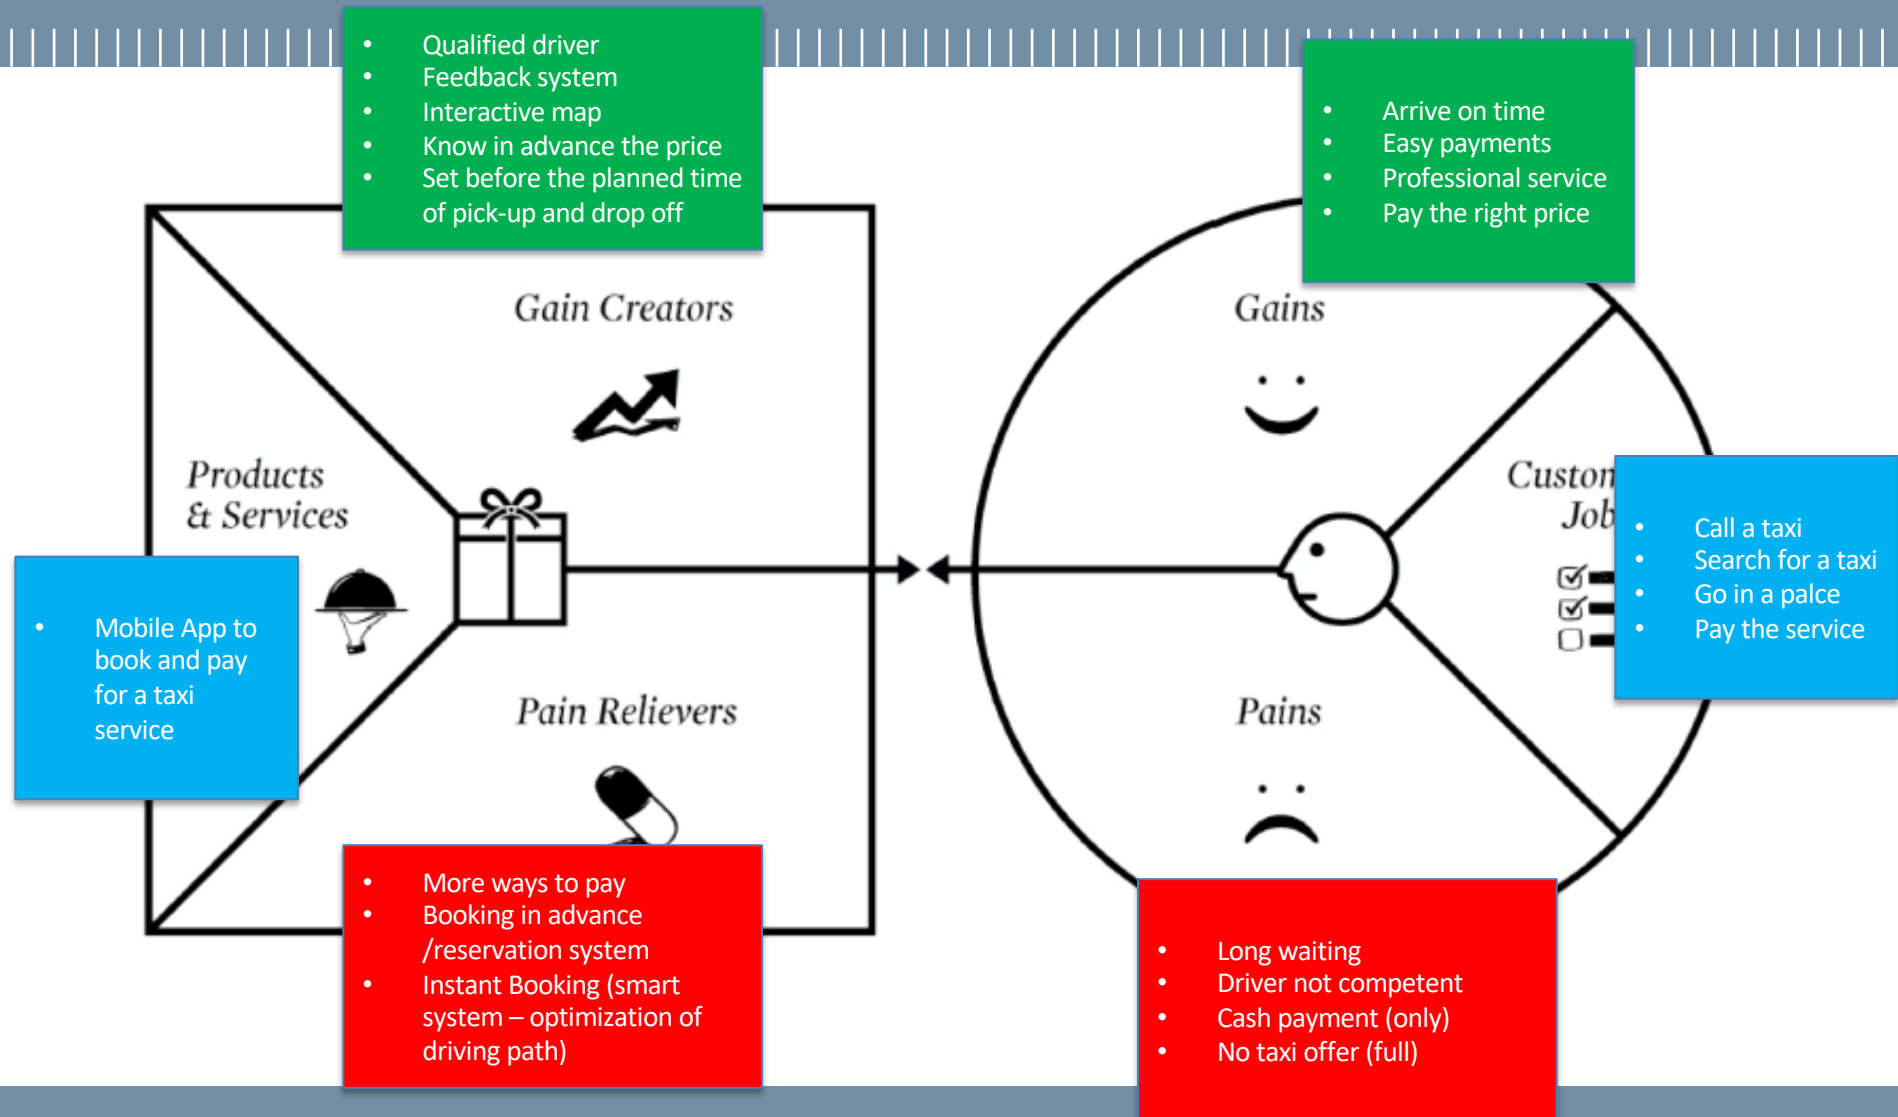 • Qualified driver
• Feedback system
• Interactive map
• Know in advance the price
• Set before the planned time
of pick-up and drop off
• Arrive on time
• Easy payments
• Professional service
• Pay the right price
Gain Creators
Gains
Products
& Services
Custom
Job
• Call a taxi
• Search for a taxi
• Go in a palce
• Pay the service
• Mobile App to
book and pay
for a taxi
service
Pain Relievers
Pains
• More ways to pay
• Booking in advance
/reservation system
• Instant Booking (smart
system – optimization of
driving path)
• Long waiting
• Driver not competent
• Cash payment (only)
• No taxi offer (full)